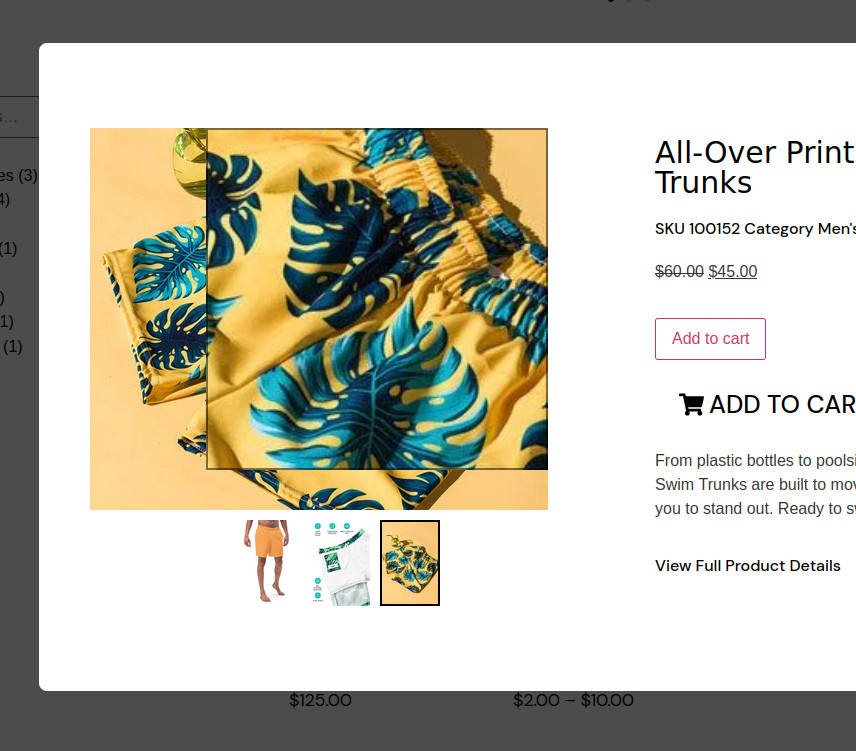 s...
es (3)
4)
(1)
)
1)
(1)
All-Over Print
Trunks
SKU 100152 Category Men's
$60.00 $45.00
Add to cart
ADD TO CAR
From plastic bottles to poolsi
Swim Trunks are built to mov
you to stand out. Ready to sw
View Full Product Details
$125.00
$2.00 – $10.00